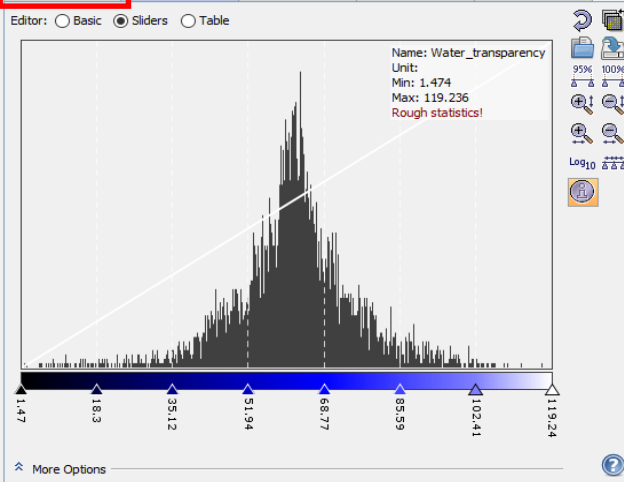 Editor: Basic Sliders Table
Name: Water_transparency
Unit:
Min: 1.474
Max: 119.236
Rough statistics!
95% 100%
Log10
1.47 18.3 35.12 51.94 68.77 85.59 102.41 119.24
More Options